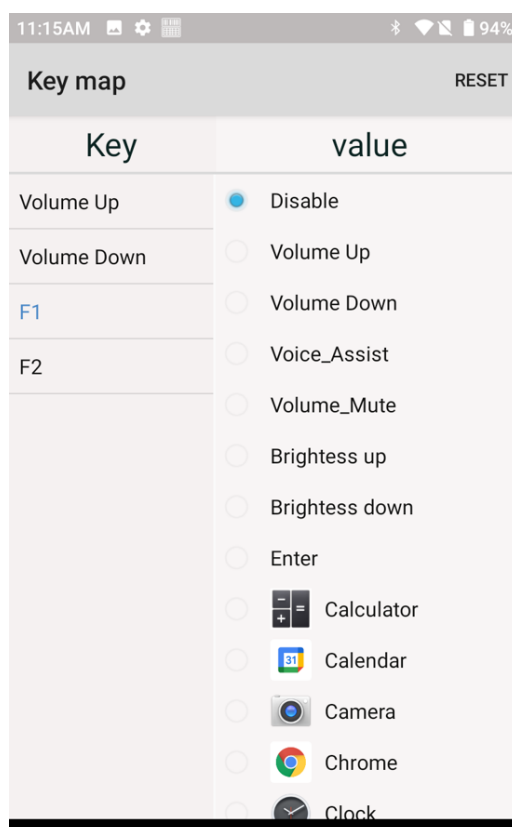 11:15AM 94%
Key map RESET
Key value
Volume Up
Volume Down
F1
F2
Disable
Volume Up
Volume Down
Voice_Assist
Volume_Mute
Brightess up
Brightess down
Enter
Calculator
31 Calendar
Camera
Chrome
Clock